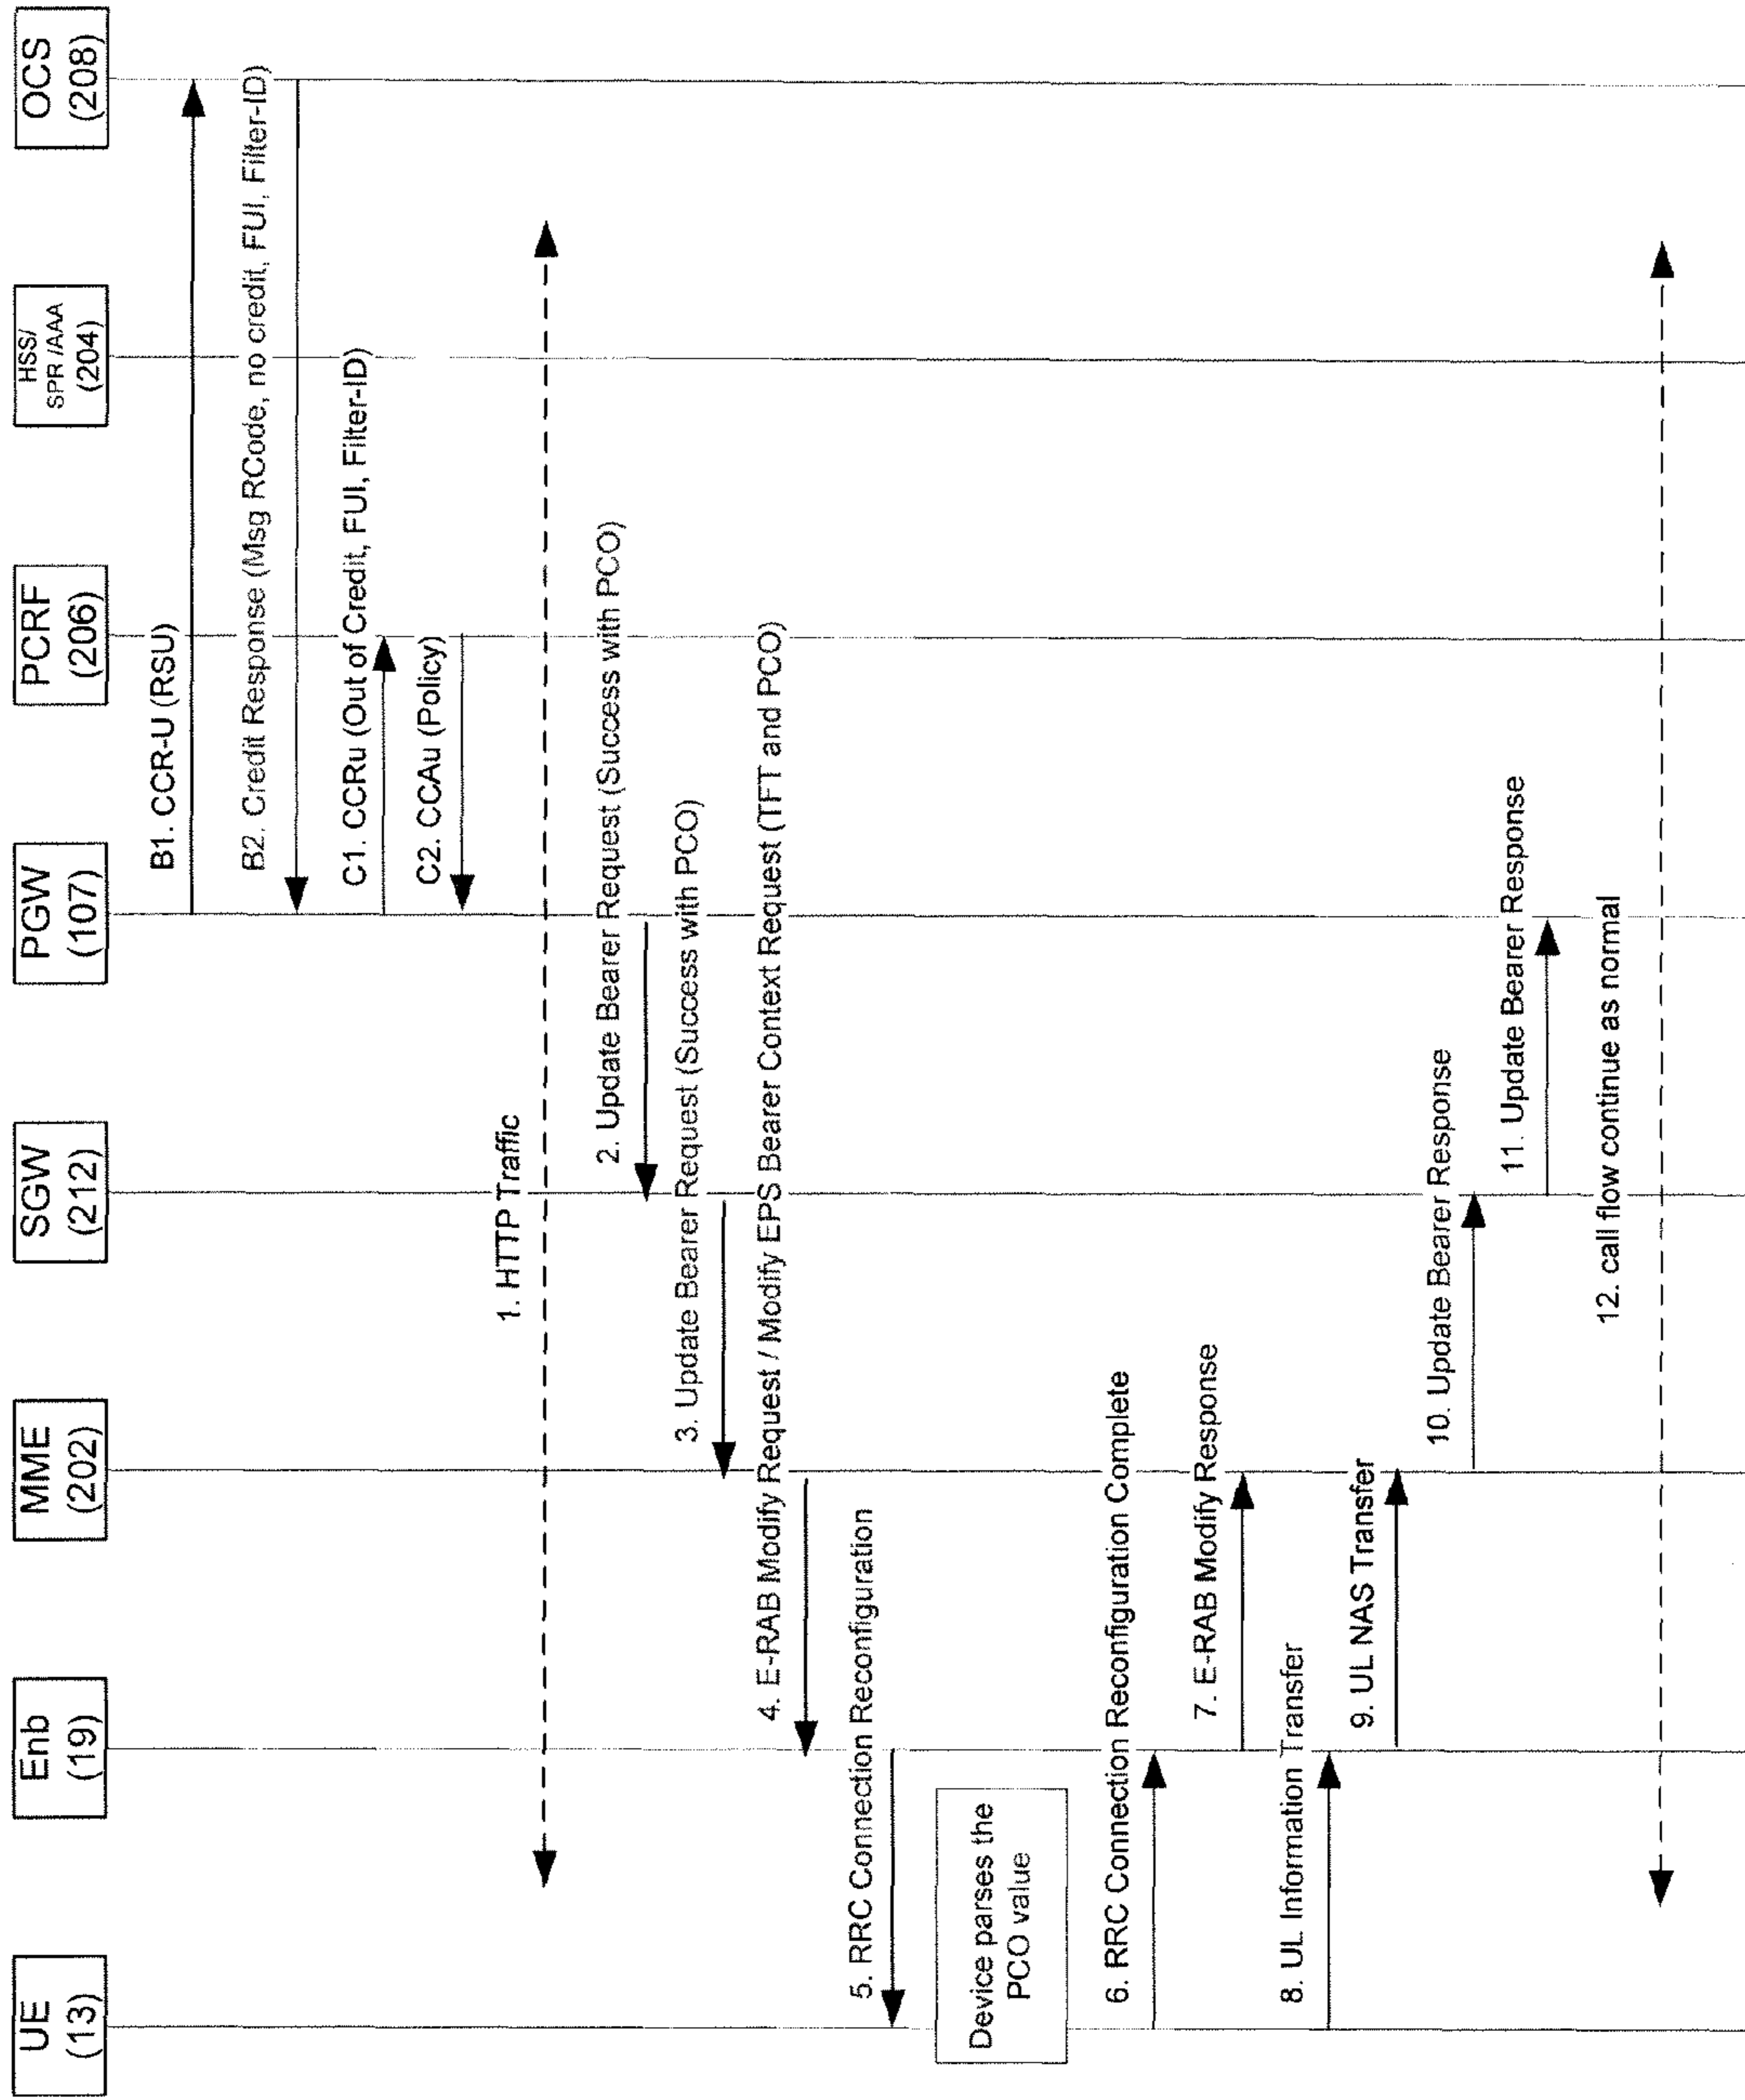 UE
(13)
Enb
(19)
MME
(202)
SGW
(212)
PGW
(107)
PCRF
(206)
HSS/
SPR /AAA
(204)
OCS
(208)
B1. CCR-U (RSU)
B2. Credit Response (Msg RCode, no credit, FUI, Filter-ID)
C1. CCRu (Out of Credit, FUI, Filter-ID)
C2. CCAu (Policy)
1. HTTP Traffic
2. Update Bearer Request (Success with PCO)
3. Update Bearer Request (Success with PCO)
4. E-RAB Modify Request / Modify EPS Bearer Context Request (TFT and PCO)
5. RRC Connection Reconfiguration
Device parses the
PCO value
6. RRC Connection Reconfiguration Complete
7. E-RAB Modify Response
8. UL Information Transfer
9. UL NAS Transfer
10. Update Bearer Response
11. Update Bearer Response
12. call flow continue as normal